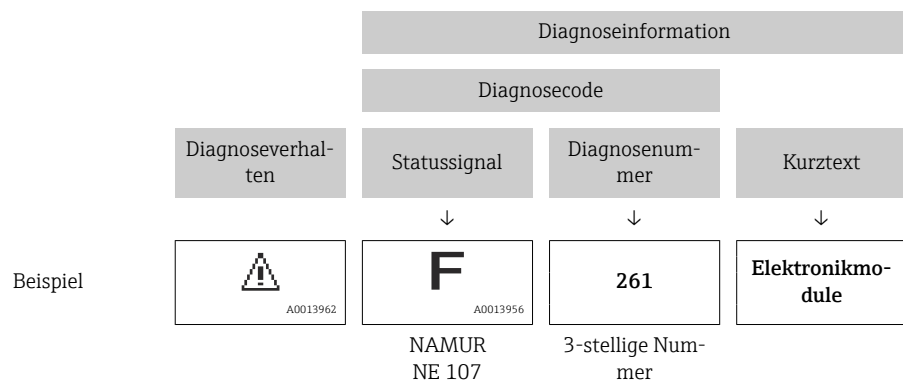 Diagnoseinformation
Diagnosecode
Diagnoseverhal-
ten
Statussignal
Diagnosenum-
mer
Kurztext
↓ ↓ ↓
Beispiel
A0013962
F
A0013956
261
Elektronikmo-
dule
NAMUR
NE 107
3-stellige Num-
mer